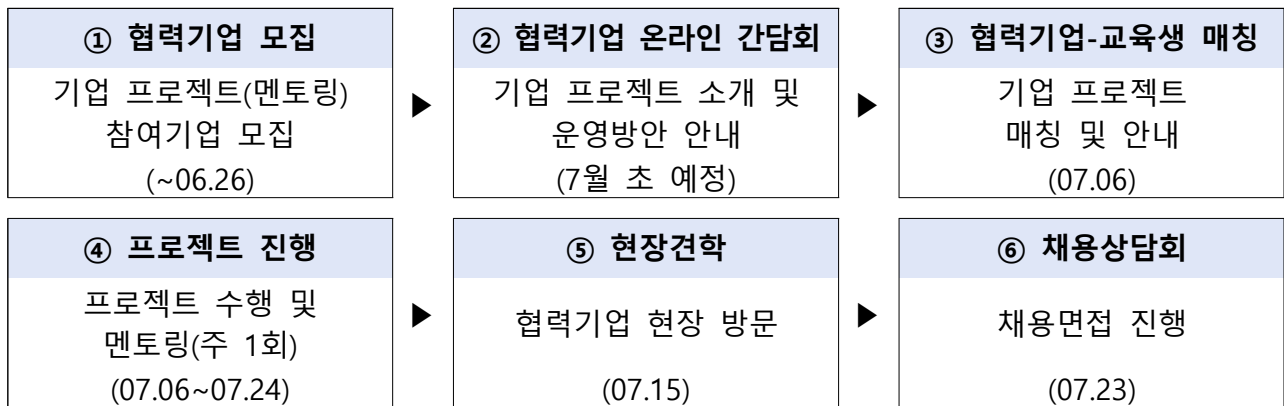 ① 협력기업 모집
기업 프로젝트(멘토링)
참여기업 모집
(~06.26)
▶
② 협력기업 온라인 간담회
기업 프로젝트 소개 및
운영방안 안내
(7월 초 예정)
▶
③ 협력기업-교육생 매칭
기업 프로젝트
매칭 및 안내
(07.06)
④ 프로젝트 진행
프로젝트 수행 및
멘토링(주 1회)
(07.06~07.24)
▶
⑤ 현장견학
협력기업 현장 방문
(07.15)
▶
⑥ 채용상담회
채용면접 진행
(07.23)